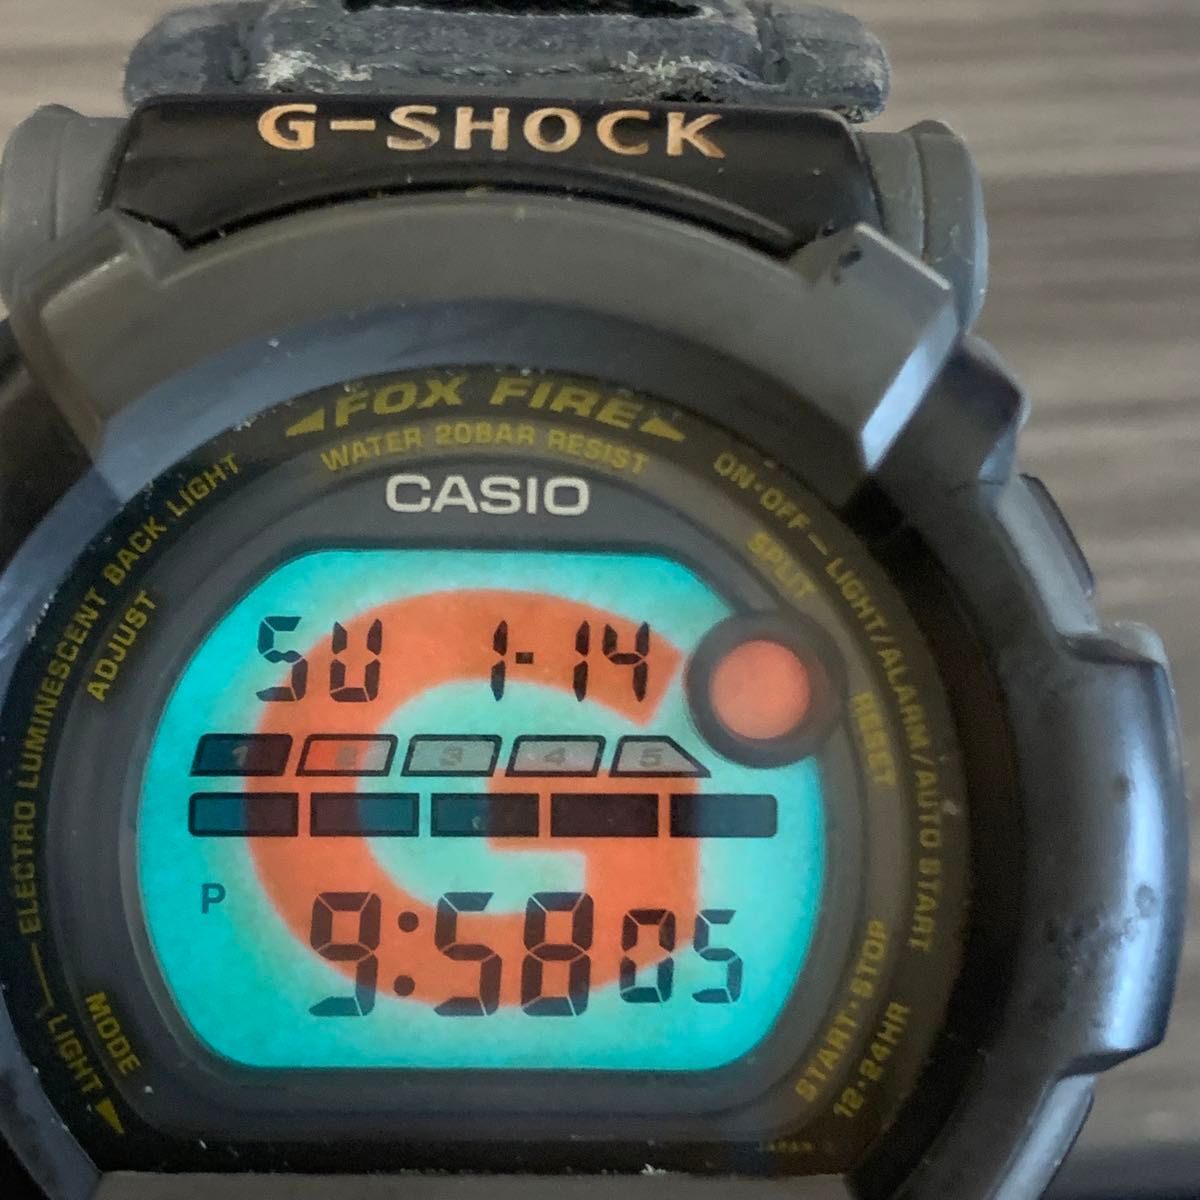 G-SHOCK
FOX FIRE
WATER 20BAR RESIST
CASIO
ELECTRO LUMINESCENT BACK LIGHT
ADJUST
ON·OFF—LIGHT/ALARM/AUTO START
SPLIT
RESET
SU 1-14
1 2 3 4 5
P
9:58 05
MODE
LIGHT
START·STOP
12·24HR
JAPAN